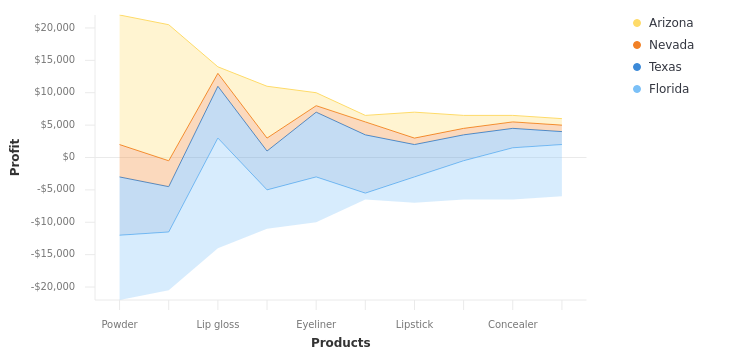 $20,000
$15,000
$10,000
$5,000
$0
-$5,000
-$10,000
-$15,000
-$20,000
Profit
Powder
Lip gloss
Eyeliner
Lipstick
Concealer
Products
Arizona
Nevada
Texas
Florida